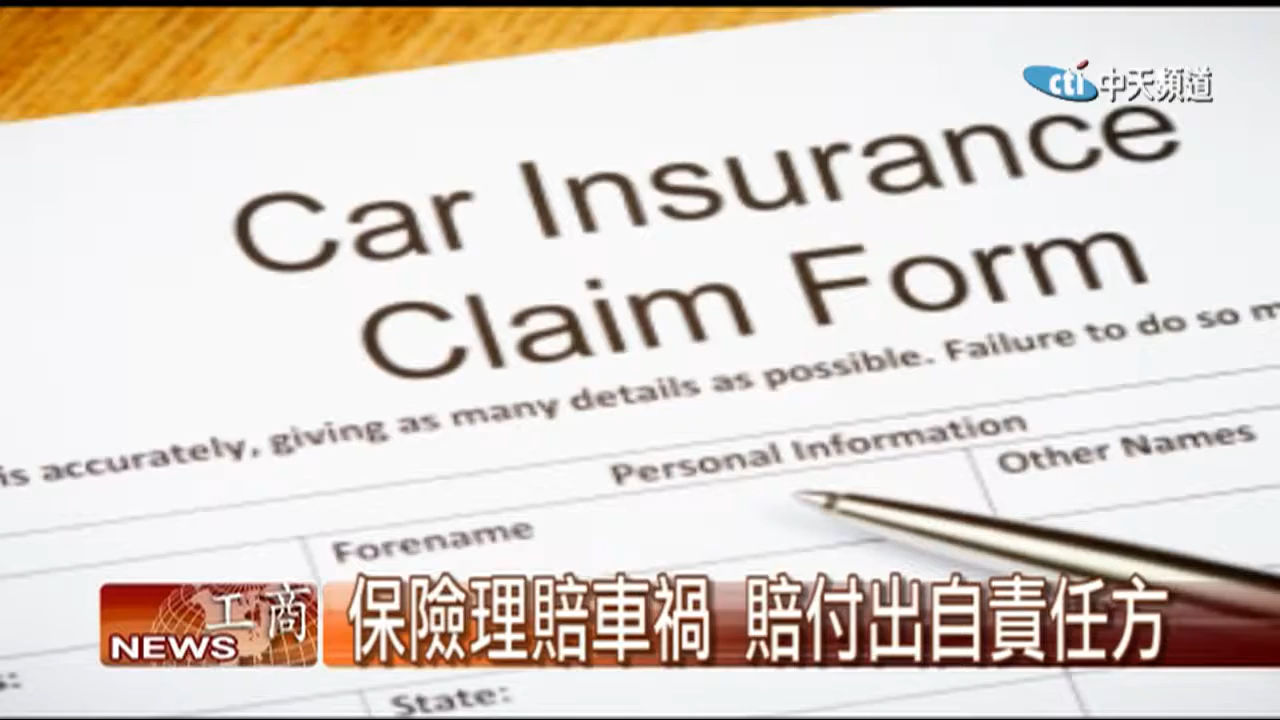 cti 中天頻道
Car Insurance
Claim Form
is accurately, giving as many details as possible. Failure to do so m
Personal Information
Other Names
Forename
工商
NEWS
保險理賠車禍 賠付出自責任方
s:
State: